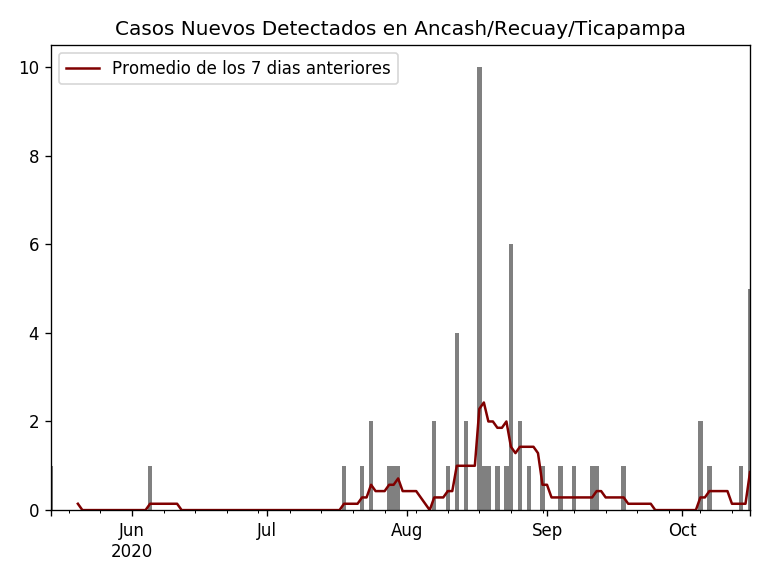 Casos Nuevos Detectados en Ancash/Recuay/Ticapampa
Promedio de los 7 dias anteriores
10
8
6
4
2
0
Jun Jul Aug Sep Oct
2020